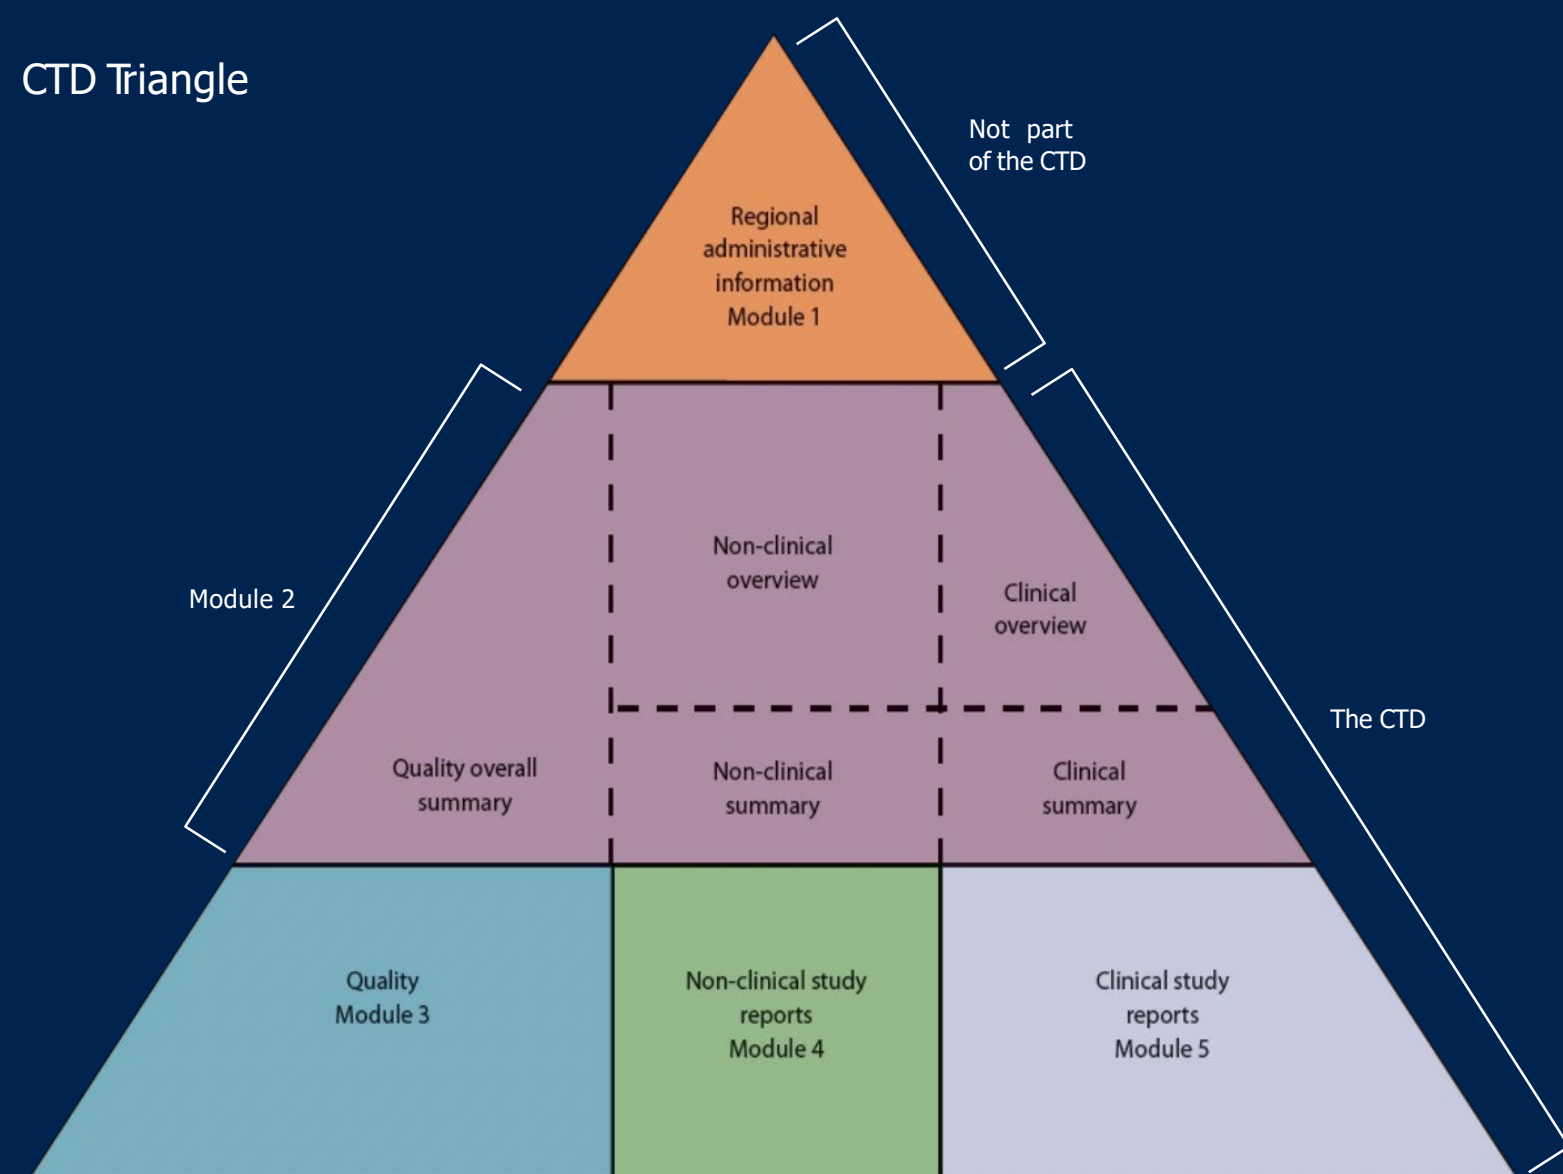 CTD Triangle
Not part
of the CTD
Regional
administrative
information
Module 1
Module 2
Non-clinical
overview
Clinical
overview
The CTD
Quality overall
summary
Non-clinical
summary
Clinical
summary
Quality
Module 3
Non-clinical study
reports
Module 4
Clinical study
reports
Module 5